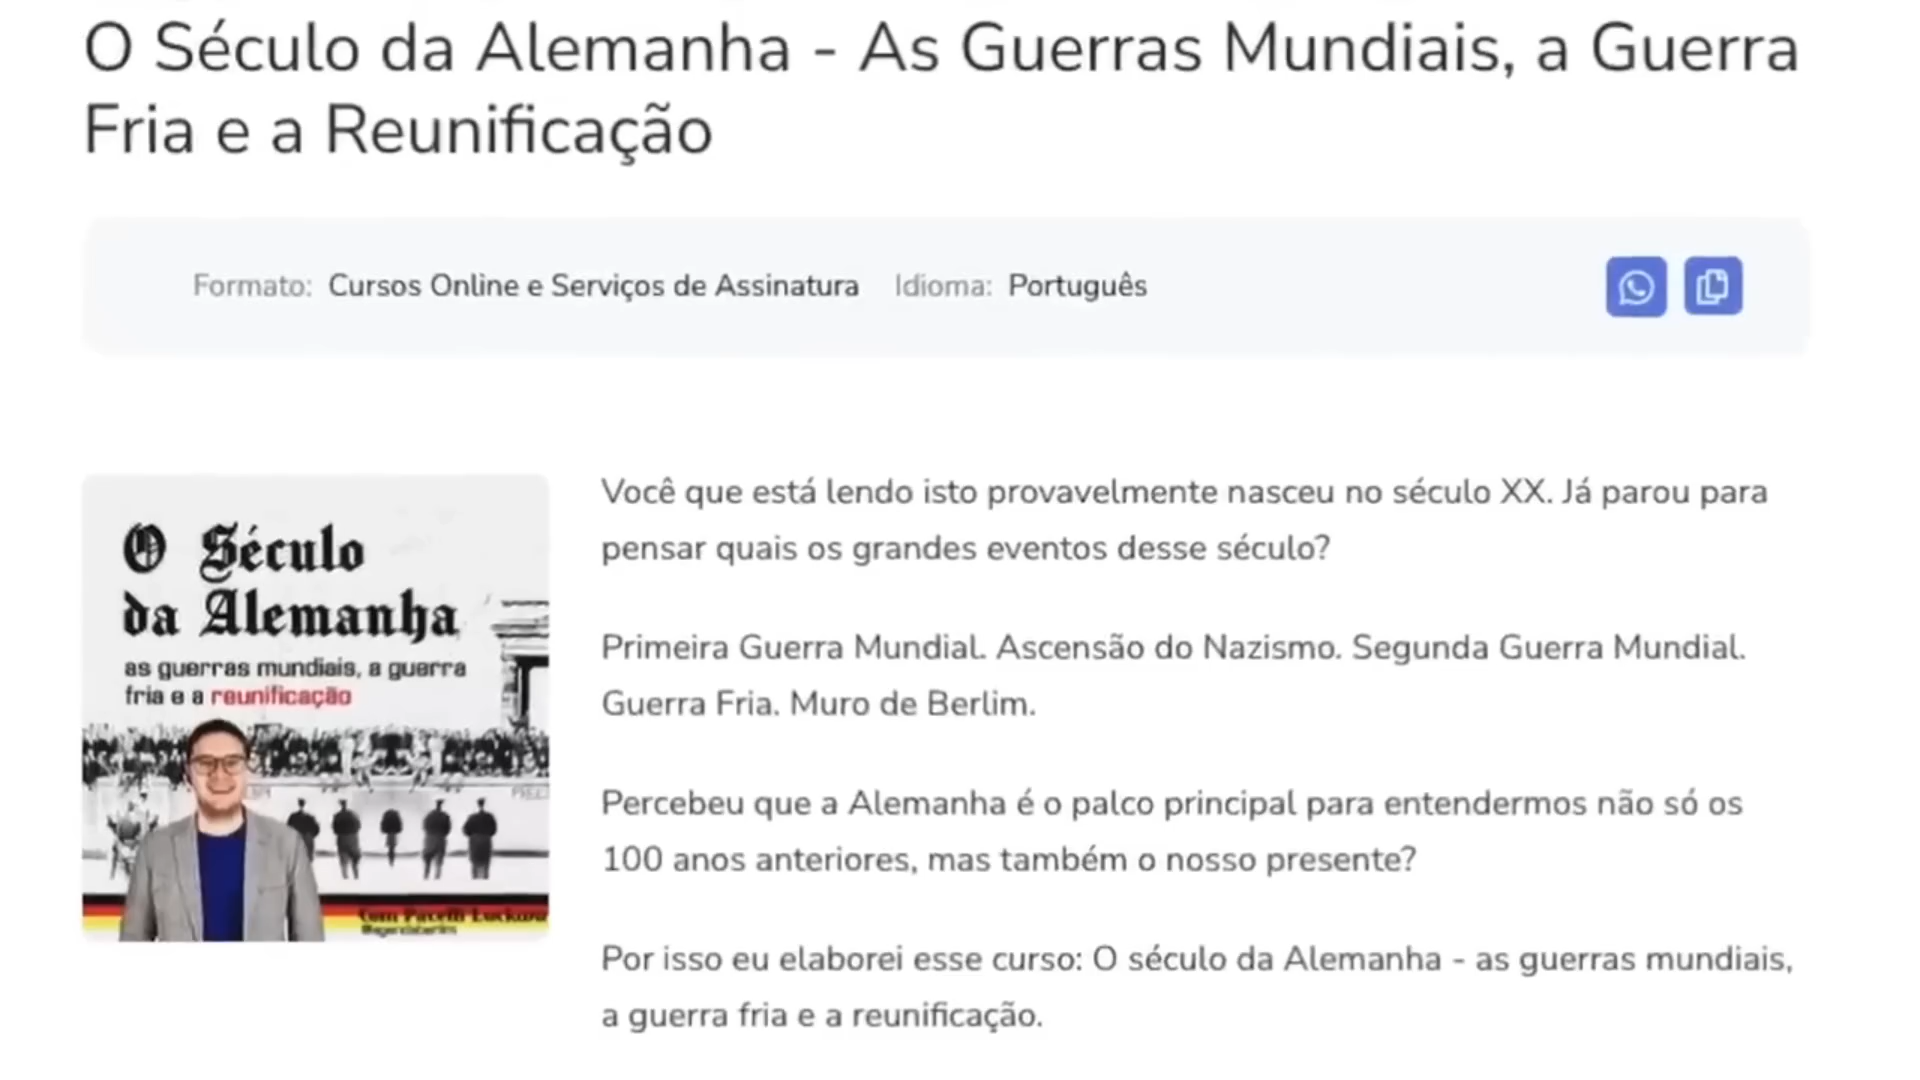 O Século da Alemanha - As Guerras Mundiais, a Guerra
Fria e a Reunificação
Formato: Cursos Online e Serviços de Assinatura Idioma: Português
O Século
da Alemanha
as guerras mundiais, a guerra
fria e a reunificação
Com Pacelli Luckwu
@agendaberlim
Você que está lendo isto provavelmente nasceu no século XX. Já parou para
pensar quais os grandes eventos desse século?
Primeira Guerra Mundial. Ascensão do Nazismo. Segunda Guerra Mundial.
Guerra Fria. Muro de Berlim.
Percebeu que a Alemanha é o palco principal para entendermos não só os
100 anos anteriores, mas também o nosso presente?
Por isso eu elaborei esse curso: O século da Alemanha - as guerras mundiais,
a guerra fria e a reunificação.